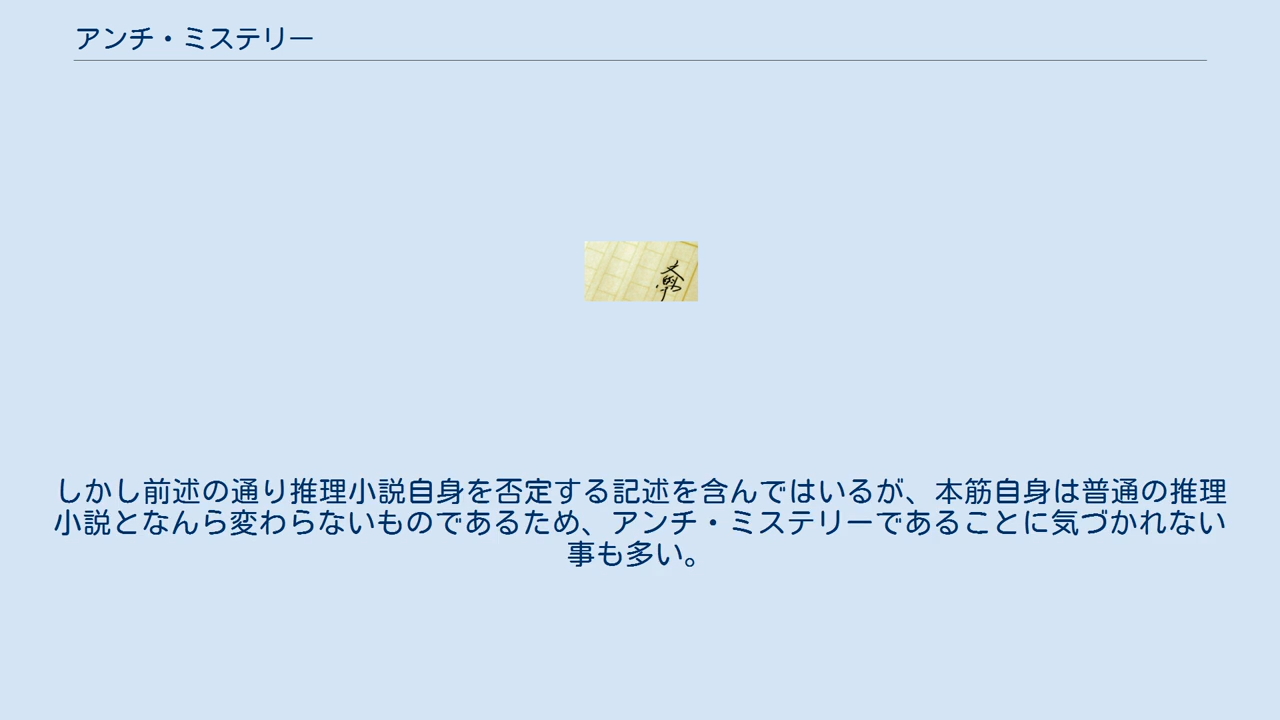 アンチ・ミステリー
しかし前述の通り推理小説自身を否定する記述を含んではいるが、本筋自身は普通の推理
小説となんら変わらないものであるため、アンチ・ミステリーであることに気づかれない
事も多い。